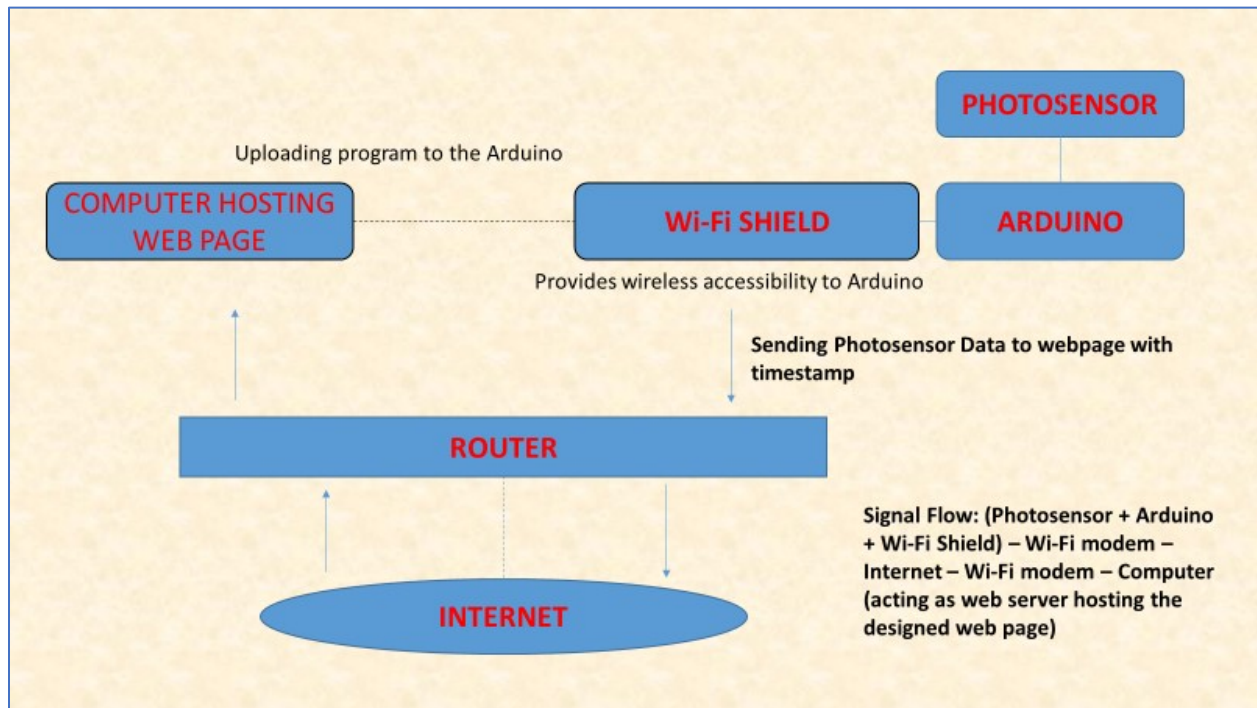 PHOTOSENSOR
Uploading program to the Arduino
COMPUTER HOSTING
WEB PAGE
Wi-Fi SHIELD
ARDUINO
Provides wireless accessibility to Arduino
Sending Photosensor Data to webpage with
timestamp
ROUTER
Signal Flow: (Photosensor + Arduino
+ Wi-Fi Shield) – Wi-Fi modem –
Internet – Wi-Fi modem – Computer
(acting as web server hosting the
designed web page)
INTERNET